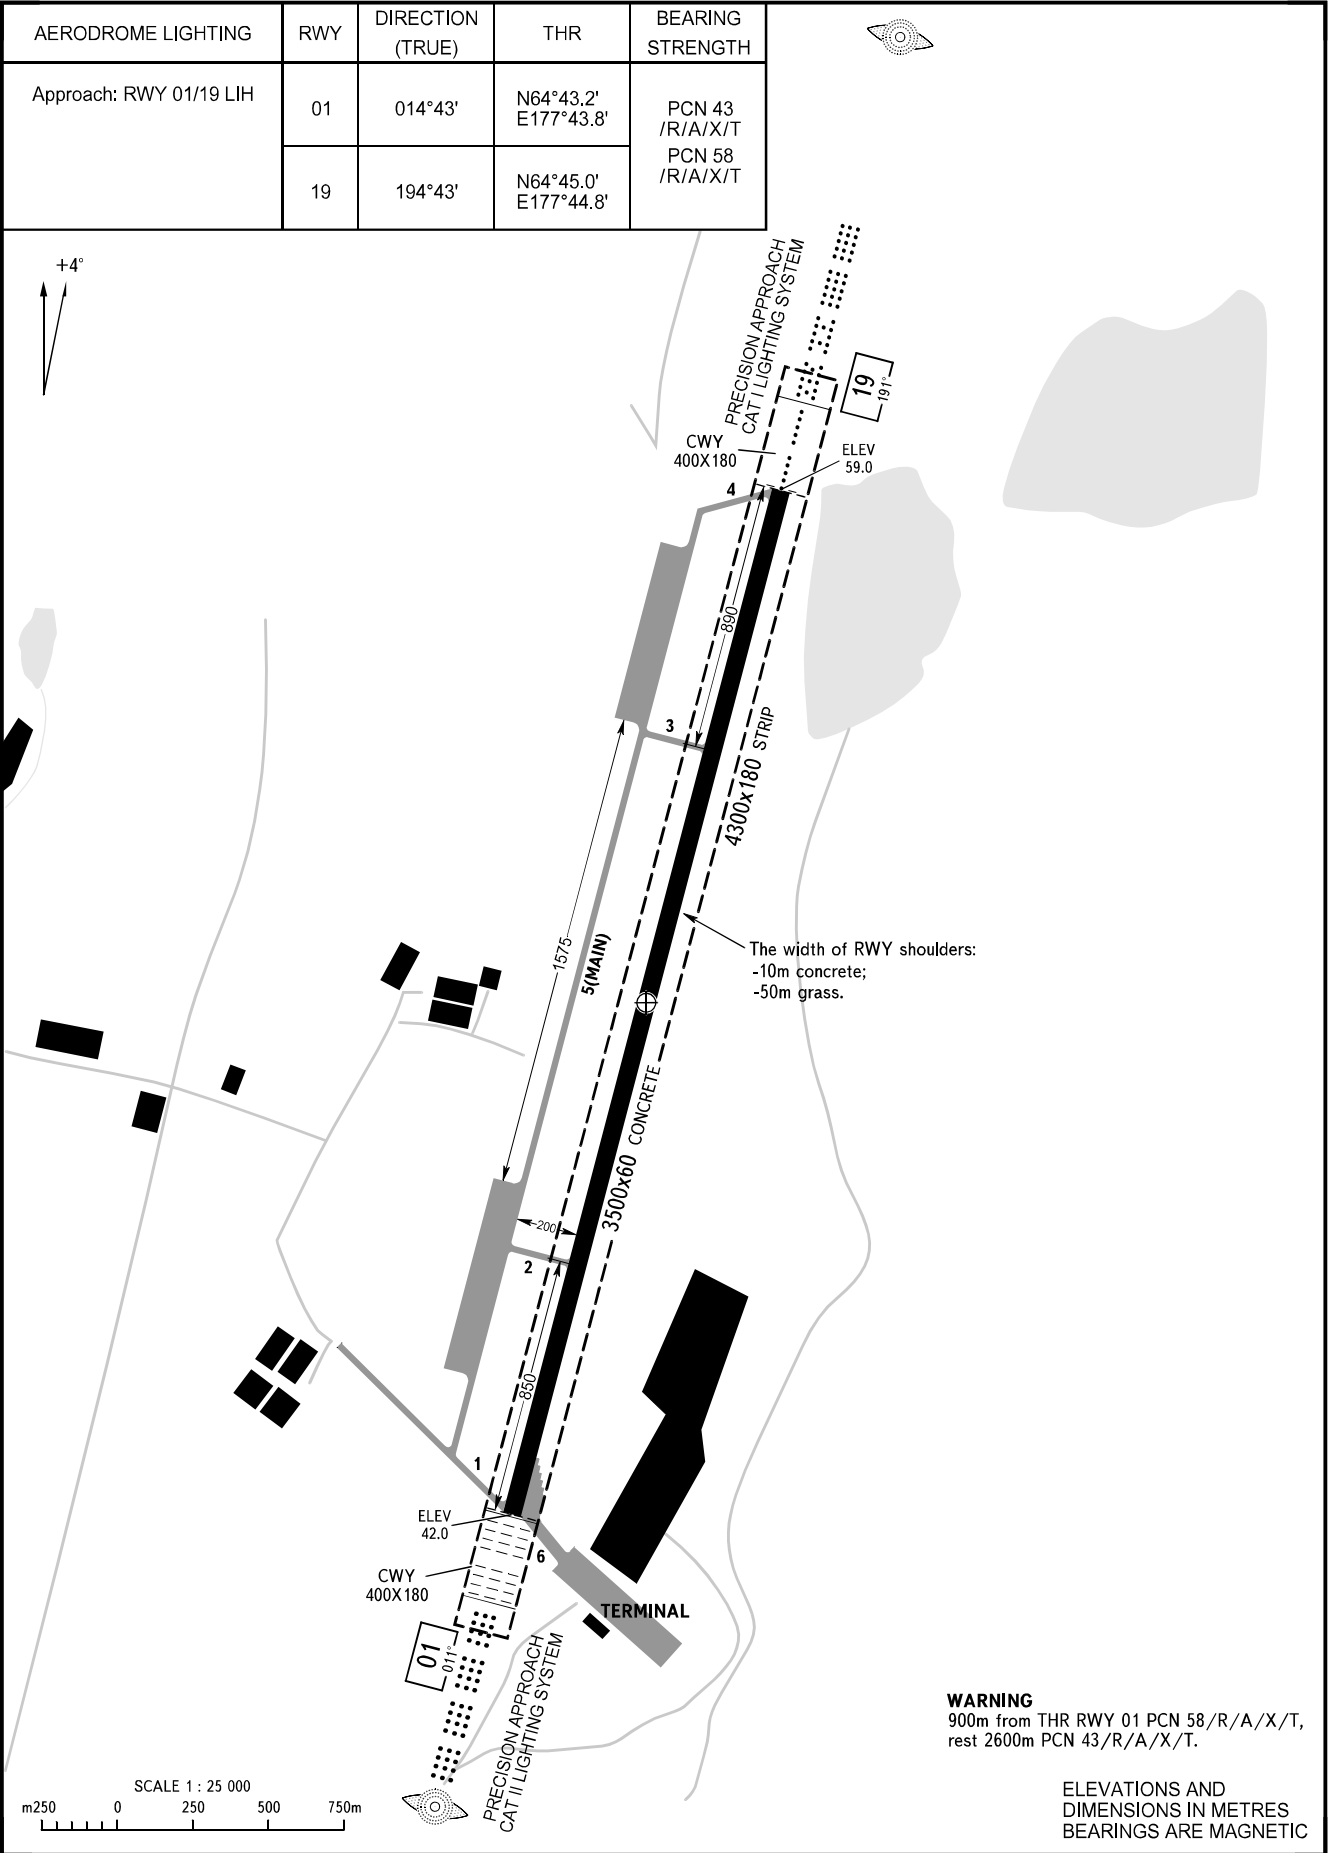 AERODROME LIGHTING
RWY
DIRECTION
(TRUE)
THR
BEARING
STRENGTH
Approach: RWY 01/19 LIH
01
014°43'
N64°43.2'
E177°43.8'
PCN 43
/R/A/X/T
PCN 58
/R/A/X/T
19
194°43'
N64°45.0'
E177°44.8'
+4°
PRECISION APPROACH
CAT I LIGHTING SYSTEM
19
191°
CWY
400X180
ELEV
59.0
4
890
3
4300x180 STRIP
1575
5(MAIN)
The width of RWY shoulders:
-10m concrete;
-50m grass.
3500x60 CONCRETE
200
2
850
1
ELEV
42.0
6
CWY
400X180
TERMINAL
01
011°
PRECISION APPROACH
CAT II LIGHTING SYSTEM
WARNING
900m from THR RWY 01 PCN 58/R/A/X/T,
rest 2600m PCN 43/R/A/X/T.
SCALE 1 : 25 000
m250 0 250 500 750m
ELEVATIONS AND
DIMENSIONS IN METRES
BEARINGS ARE MAGNETIC